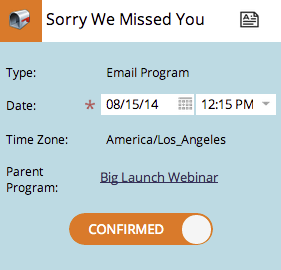 Sorry We Missed You
Type: Email Program
Date: * 08/15/14 12:15 PM
Time Zone: America/Los_Angeles
Parent
Program: Big Launch Webinar
CONFIRMED